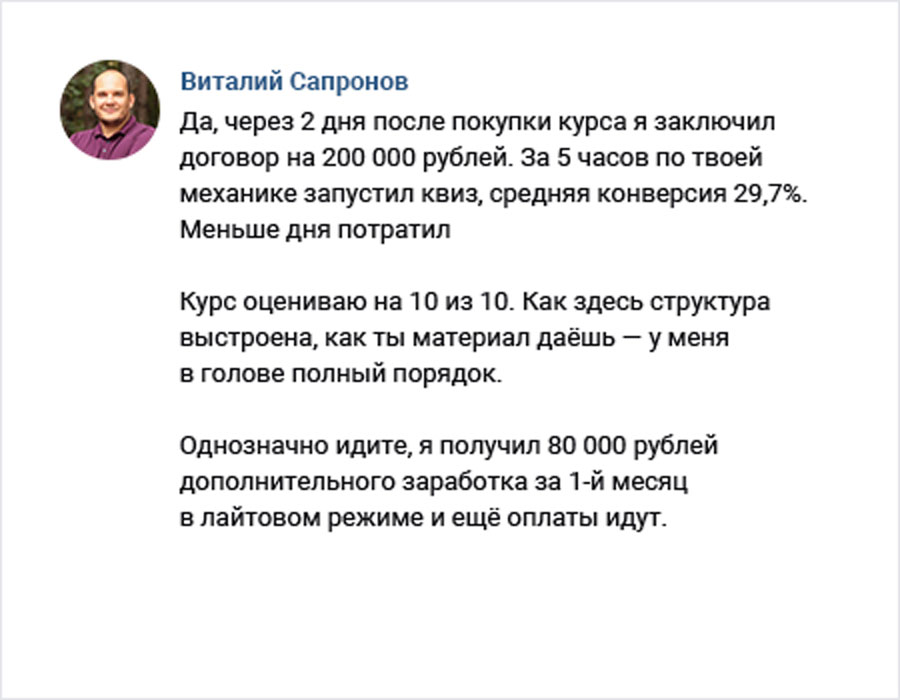 Виталий Сапронов
Да, через 2 дня после покупки курса я заключил
договор на 200 000 рублей. За 5 часов по твоей
механике запустил квиз, средняя конверсия 29,7%.
Меньше дня потратил
Курс оцениваю на 10 из 10. Как здесь структура
выстроена, как ты материал даёшь — у меня
в голове полный порядок.
Однозначно идите, я получил 80 000 рублей
дополнительного заработка за 1-й месяц
в лайтовом режиме и ещё оплаты идут.